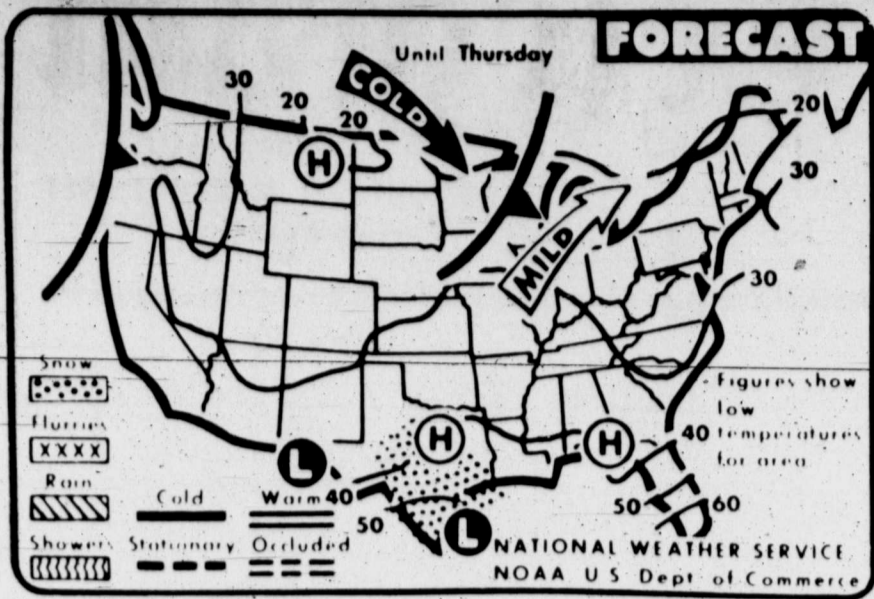 FORECAST
Until Thursday
30
20
20
COLD
20
H
30
MILD
30
Snow
Flurries
XXXX
Rain
Showers
Cold
Warm
Stationary
Occluded
L
H
H
40
50
L
40
50
60
Figures show
low
temperatures
for area
NATIONAL WEATHER SERVICE
NOAA U S Dept of Commerce